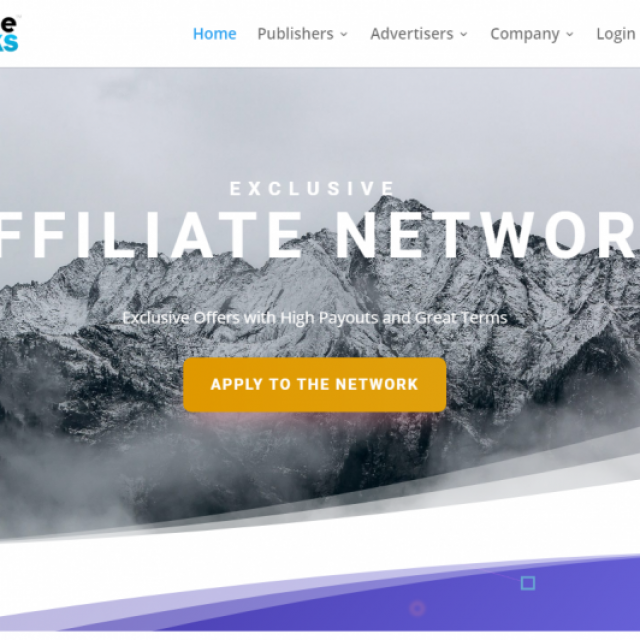 e
ks
Home Publishers Advertisers Company Login
EXCLUSIVE
FFILIATE NETWOR
Exclusive Offers with High Payouts and Great Terms
APPLY TO THE NETWORK